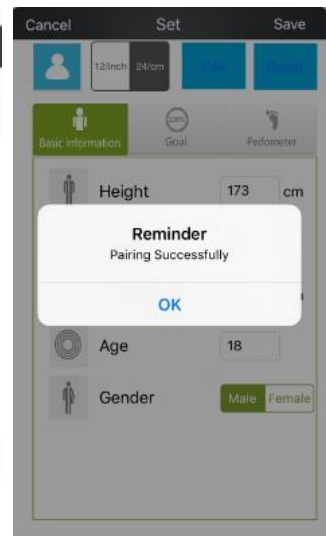 Cancel Set Save
12/inch 24/cm Pair
Basic information Goal Pedometer
Height 173 cm
Reminder
Pairing Successfully
OK
Age 18
Gender Male Female